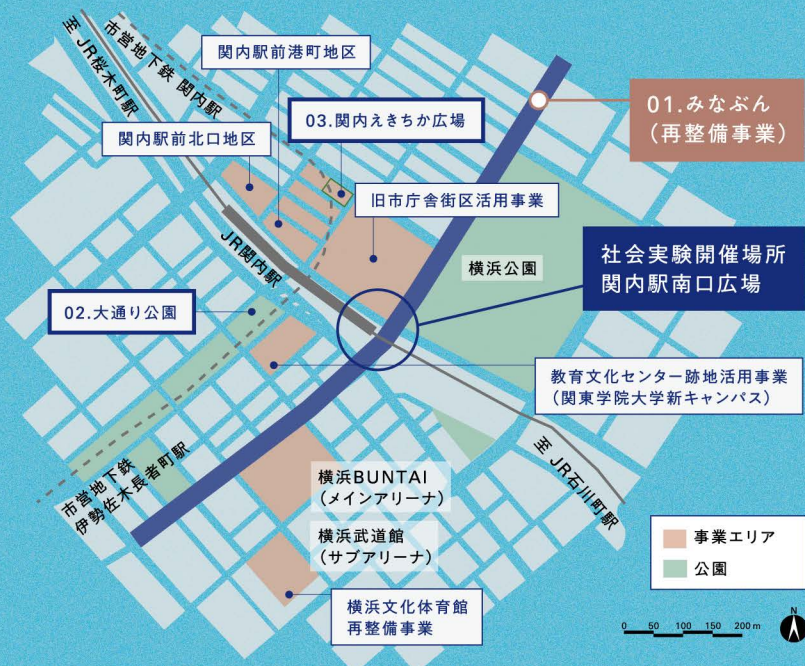 至 JR桜木町駅
市営地下鉄 関内駅
関内駅前港町地区
関内駅前北口地区
03.関内えきちか広場
01.みなぶん
（再整備事業）
旧市庁舎街区活用事業
JR関内駅
横浜公園
社会実験開催場所
関内駅南口広場
02.大通り公園
教育文化センター跡地活用事業
（関東学院大学新キャンパス）
市営地下鉄
伊勢佐木長者町駅
横浜BUNTAI
（メインアリーナ）
至 JR石川町駅
横浜武道館
（サブアリーナ）
横浜文化体育館
再整備事業
事業エリア
公園
0 50 100 150 200 m
N